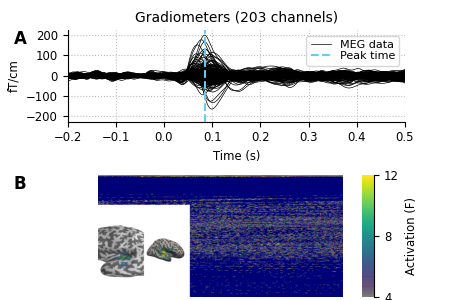 Gradiometers (203 channels)
A
200
100
0
−100
−200
fT/cm
MEG data
Peak time
−0.2 −0.1 0.0 0.1 0.2 0.3 0.4 0.5
Time (s)
B
12
8
4
Activation (F)